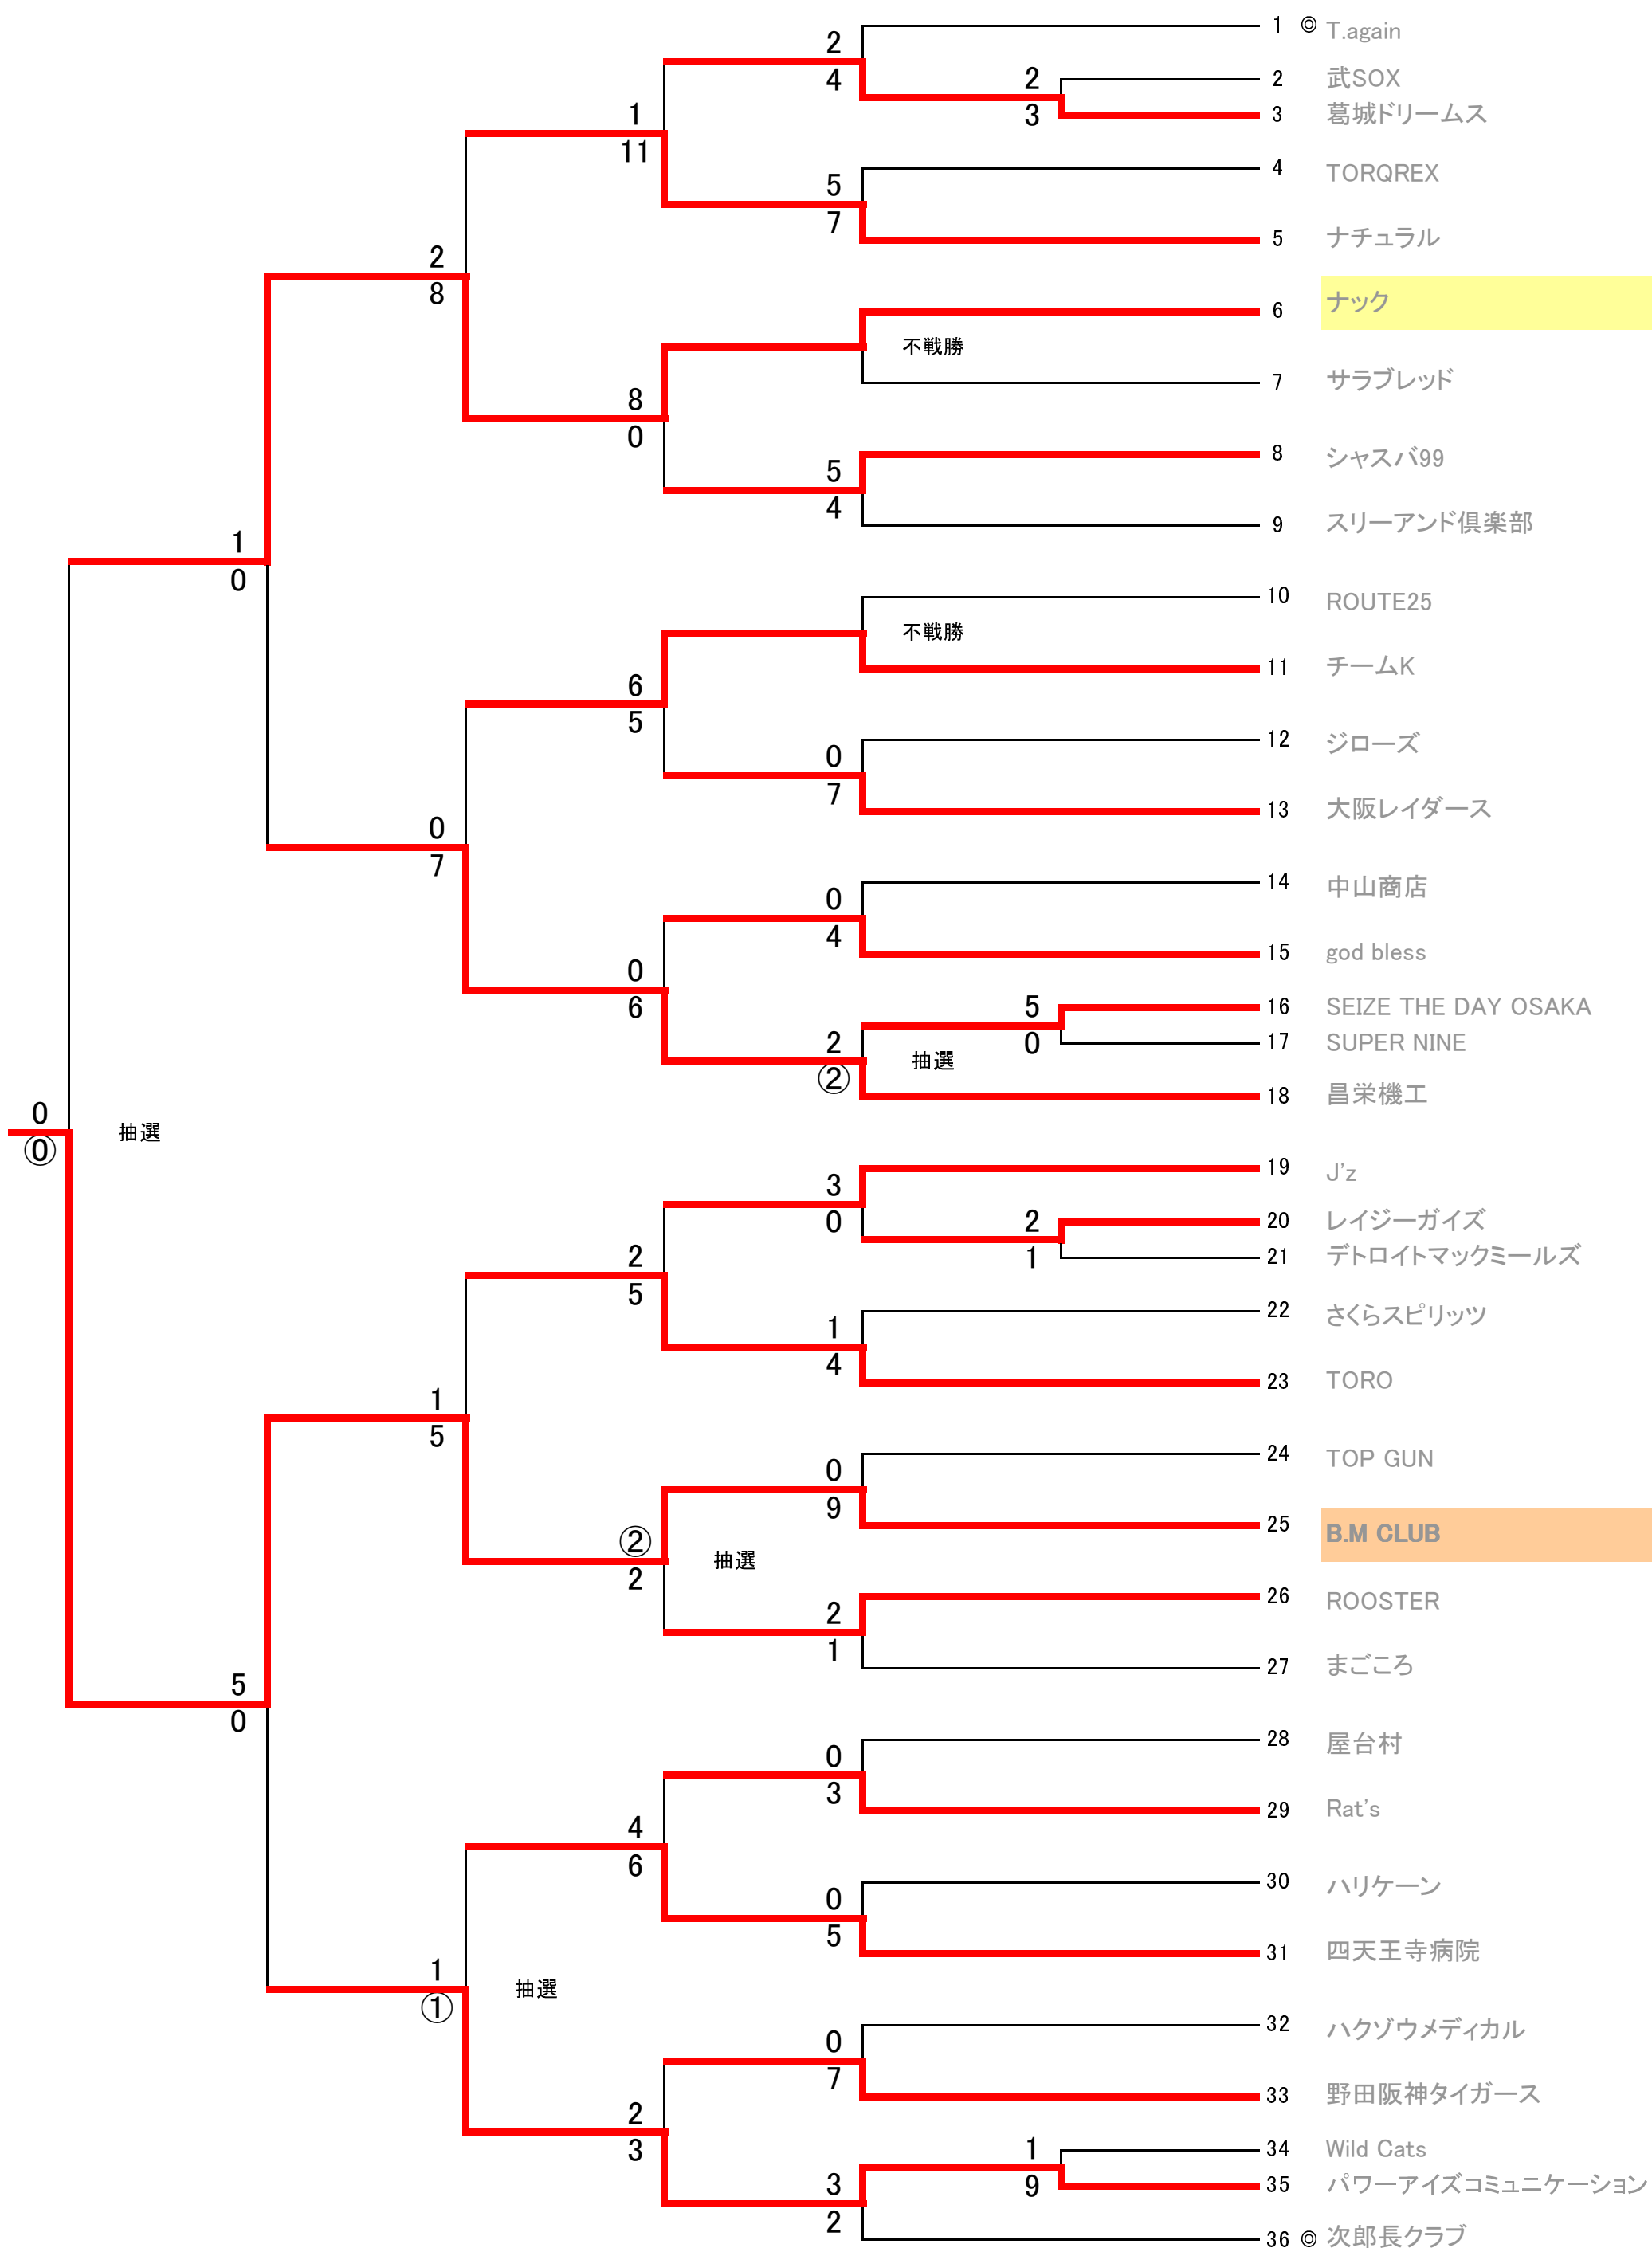 1 ◎ T.again
2
4
2 武SOX
2
3
3 葛城ドリームス
1
11
4 TORQREX
5
7
5 ナチュラル
2
8
6 ナック
不戦勝
7 サラブレッド
8
0
8 シャスバ99
5
4
9 スリーアンド倶楽部
1
0
10 ROUTE25
不戦勝
11 チームK
6
5
12 ジローズ
0
7
13 大阪レイダース
0
7
14 中山商店
0
4
15 god bless
0
6
16 SEIZE THE DAY OSAKA
5
0
17 SUPER NINE
2
②
抽選
18 昌栄機工
0
⓪
抽選
19 J'z
3
0
20 レイジーガイズ
2
1
21 デトロイトマックミールズ
2
5
22 さくらスピリッツ
1
4
23 TORO
1
5
24 TOP GUN
0
9
25 B.M CLUB
②
2
抽選
26 ROOSTER
2
1
27 まごころ
5
0
28 屋台村
0
3
29 Rat's
4
6
30 ハリケーン
0
5
31 四天王寺病院
1
①
抽選
32 ハクゾウメディカル
0
7
33 野田阪神タイガース
2
3
34 Wild Cats
1
9
35 パワーアイズコミュニケーション
3
2
36 ◎ 次郎長クラブ